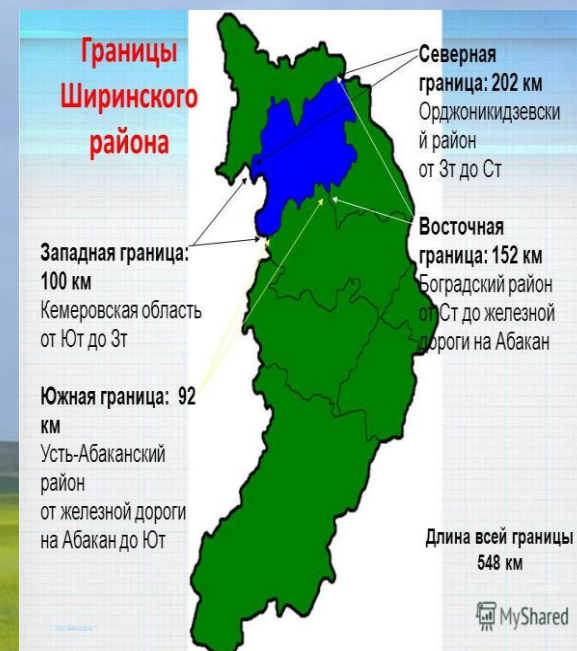 Границы
Ширинского
района
Северная
граница: 202 км
Орджоникидзевски
й район
от Зт до Ст
Восточная
граница: 152 км
Боградский район
от Ст до железной
дороги на Абакан
Западная граница:
100 км
Кемеровская область
от Ют до Зт
Южная граница: 92
км
Усть-Абаканский
район
от железной дороги
на Абакан до Ют
Длина всей границы
548 км
MyShared